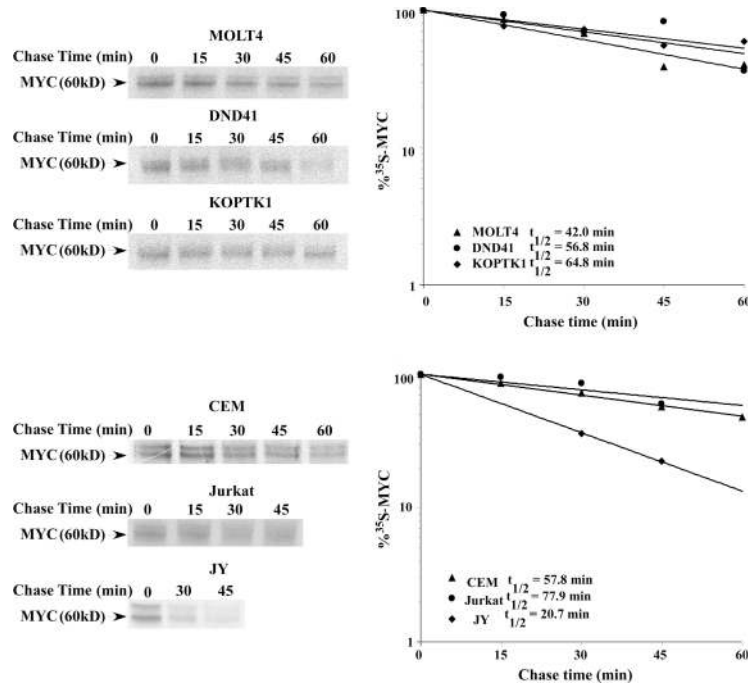 MOLT4
Chase Time (min) 0 15 30 45 60
MYC(60kD)
DND41
Chase Time (min) 0 15 30 45 60
MYC(60kD)
KOPTK1
Chase Time (min) 0 15 30 45 60
MYC(60kD)
100
10
1
%35S-MYC
MOLT4 t1/2 = 42.0 min
DND41 t1/2 = 56.8 min
KOPTK1 t1/2 = 64.8 min
0 15 30 45 60
Chase time (min)
CEM
Chase Time (min) 0 15 30 45 60
MYC(60kD)
Jurkat
Chase Time (min) 0 15 30 45
MYC(60kD)
JY
Chase Time (min) 0 30 45
MYC(60kD)
100
10
1
%35S-MYC
CEM t1/2 = 57.8 min
Jurkat t1/2 = 77.9 min
JY t1/2 = 20.7 min
0 15 30 45 60
Chase time (min)